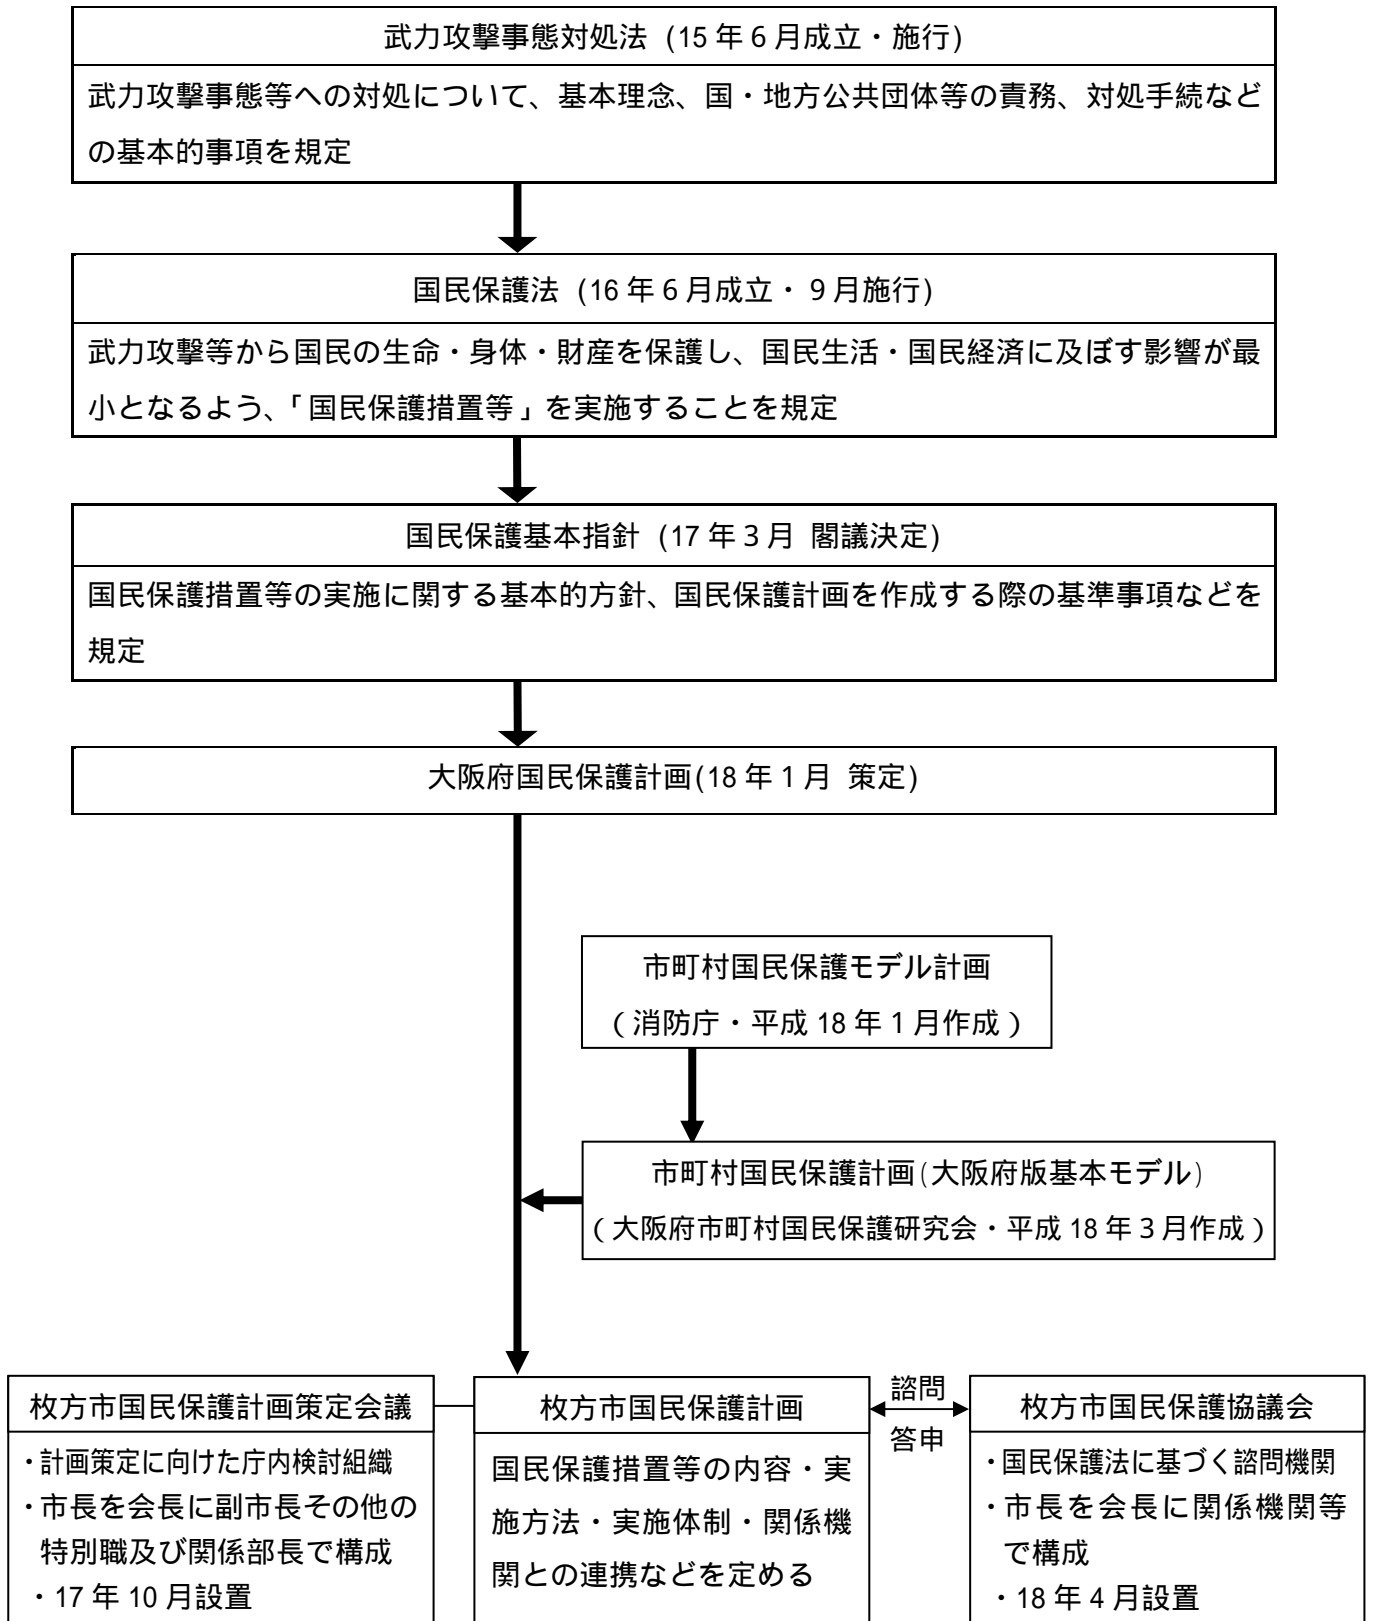 武力攻撃事態対処法 (15年6月成立・施行)
武力攻撃事態等への対処について、基本理念、国・地方公共団体等の責務、対処手続など
の基本的事項を規定
国民保護法 (16年6月成立・9月施行)
武力攻撃等から国民の生命・身体・財産を保護し、国民生活・国民経済に及ぼす影響が最
小となるよう、「国民保護措置等」を実施することを規定
国民保護基本指針 (17年3月 閣議決定)
国民保護措置等の実施に関する基本的方針、国民保護計画を作成する際の基準事項などを
規定
大阪府国民保護計画(18年1月 策定)
市町村国民保護モデル計画
(消防庁・平成18年1月作成)
市町村国民保護計画(大阪府版基本モデル)
(大阪府市町村国民保護研究会・平成18年3月作成)
枚方市国民保護計画策定会議
・計画策定に向けた庁内検討組織
・市長を会長に副市長その他の
特別職及び関係部長で構成
・17年10月設置
枚方市国民保護計画
国民保護措置等の内容・実
施方法・実施体制・関係機
関との連携などを定める
諮問
答申
枚方市国民保護協議会
・国民保護法に基づく諮問機関
・市長を会長に関係機関等
で構成
・18年4月設置